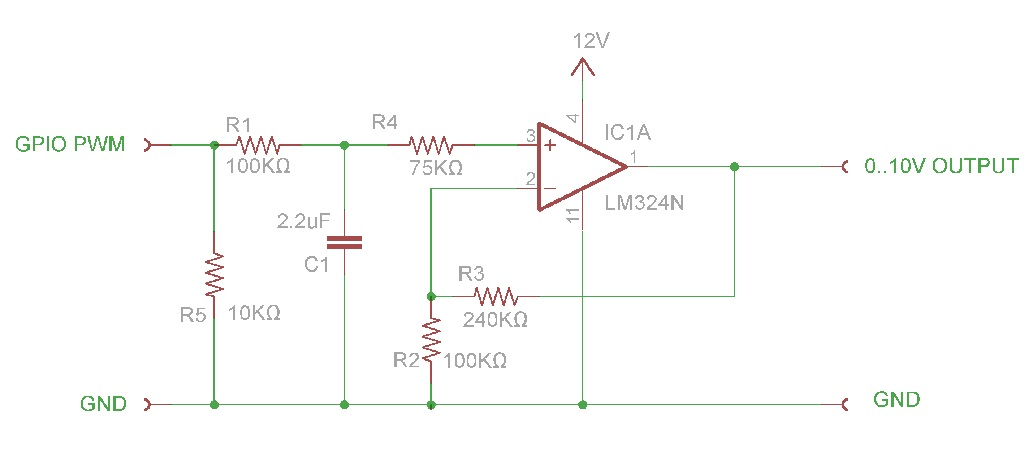 12V
R1
R4
4
IC1A
GPIO PWM
3
1
0..10V OUTPUT
100KΩ
75KΩ
2
LM324N
11
2.2uF
C1
R3
R5
10KΩ
240KΩ
R2
100KΩ
GND
GND